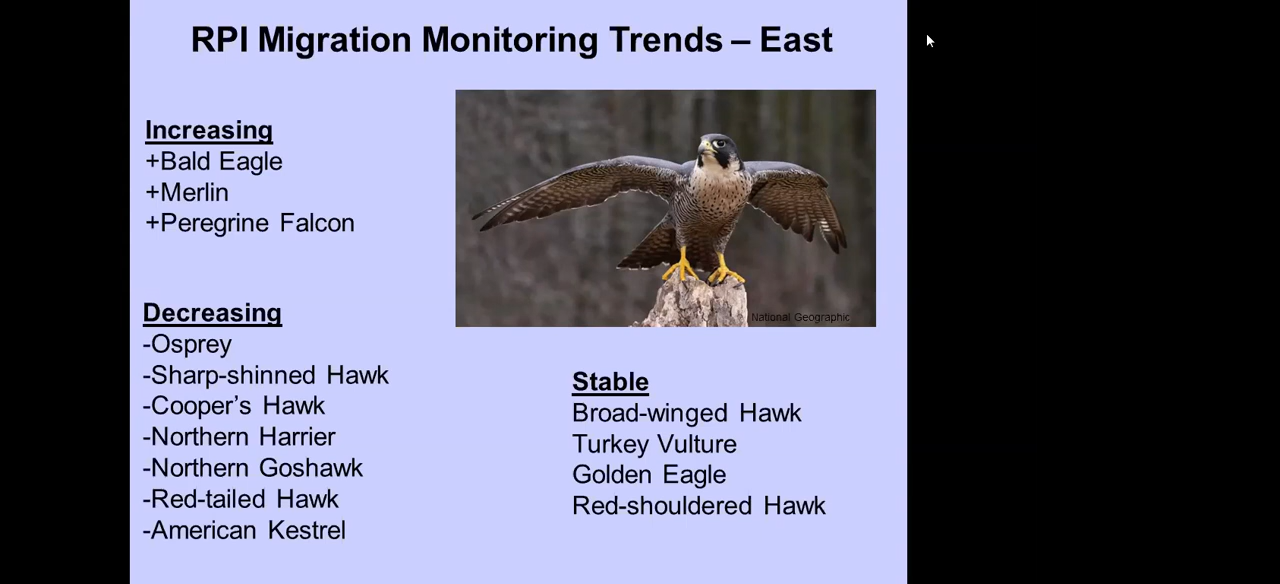 RPI Migration Monitoring Trends – East
Increasing
+Bald Eagle
+Merlin
+Peregrine Falcon
National Geographic
Decreasing
-Osprey
-Sharp-shinned Hawk
-Cooper’s Hawk
-Northern Harrier
-Northern Goshawk
-Red-tailed Hawk
-American Kestrel
Stable
Broad-winged Hawk
Turkey Vulture
Golden Eagle
Red-shouldered Hawk